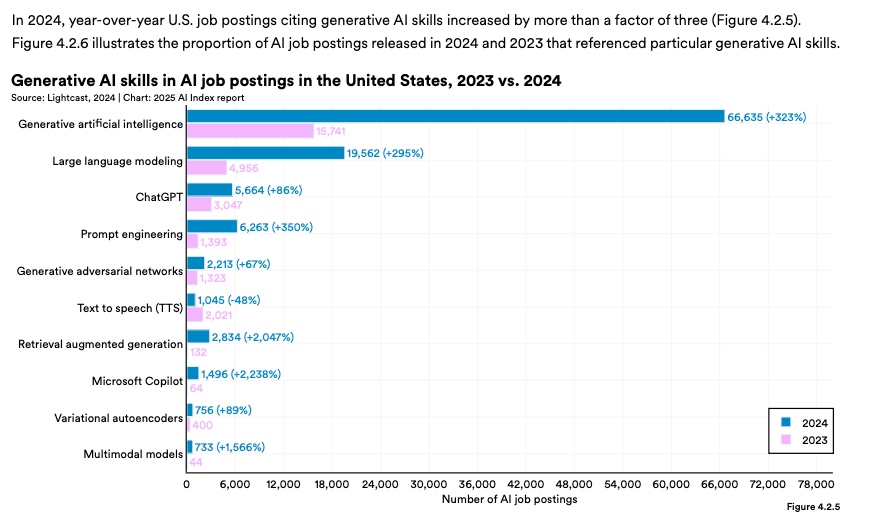 In 2024, year-over-year U.S. job postings citing generative AI skills increased by more than a factor of three (Figure 4.2.5).
Figure 4.2.6 illustrates the proportion of AI job postings released in 2024 and 2023 that referenced particular generative AI skills.
Generative AI skills in AI job postings in the United States, 2023 vs. 2024
Source: Lightcast, 2024 | Chart: 2025 AI Index report
Generative artificial intelligence
66,635 (+323%)
15,741
Large language modeling
19,562 (+295%)
4,956
ChatGPT
5,664 (+86%)
3,047
Prompt engineering
6,263 (+350%)
1,393
Generative adversarial networks
2,213 (+67%)
1,323
Text to speech (TTS)
1,045 (-48%)
2,021
Retrieval augmented generation
2,834 (+2,047%)
132
Microsoft Copilot
1,496 (+2,238%)
64
Variational autoencoders
756 (+89%)
400
Multimodal models
733 (+1,566%)
44
2024
2023
0 6,000 12,000 18,000 24,000 30,000 36,000 42,000 48,000 54,000 60,000 66,000 72,000 78,000
Number of AI job postings
Figure 4.2.5